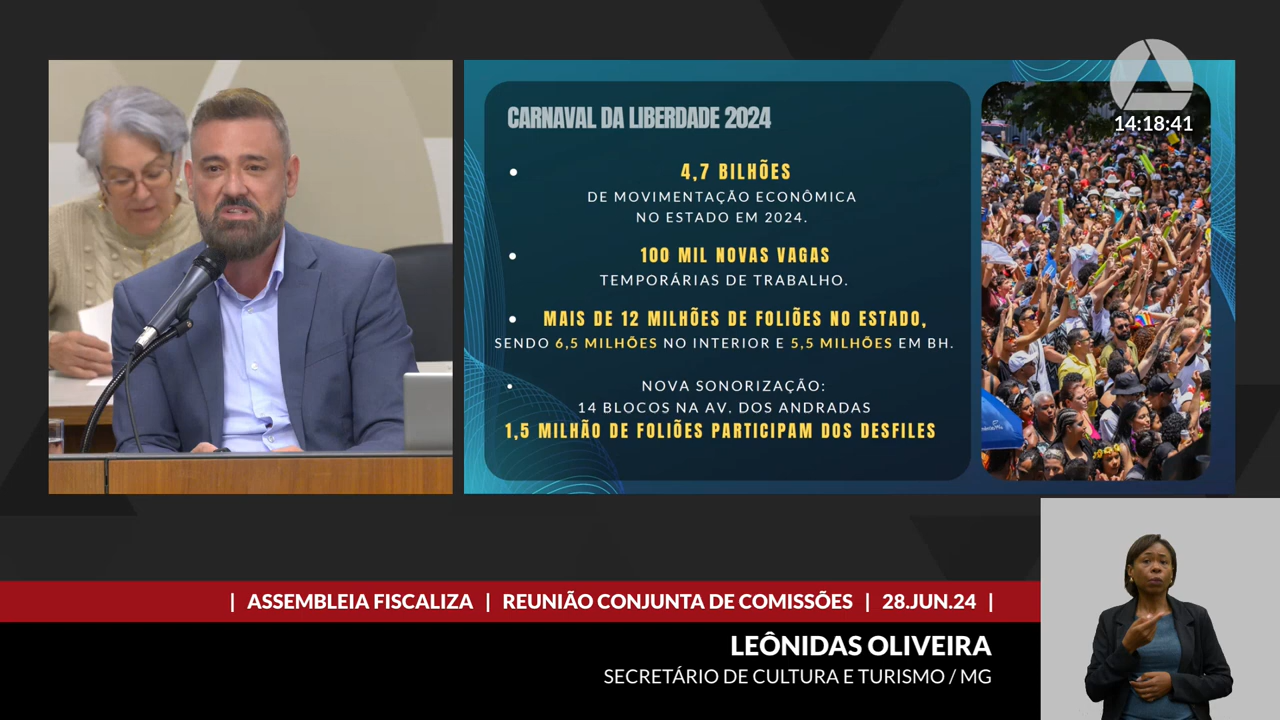 CARNAVAL DA LIBERDADE 2024
14:18:41
• 4,7 BILHÕES
DE MOVIMENTAÇÃO ECONÔMICA
NO ESTADO EM 2024.
• 100 MIL NOVAS VAGAS
TEMPORÁRIAS DE TRABALHO.
• MAIS DE 12 MILHÕES DE FOLIÕES NO ESTADO,
SENDO 6,5 MILHÕES NO INTERIOR E 5,5 MILHÕES EM BH.
• NOVA SONORIZAÇÃO:
14 BLOCOS NA AV. DOS ANDRADAS
1,5 MILHÃO DE FOLIÕES PARTICIPAM DOS DESFILES
| ASSEMBLEIA FISCALIZA | REUNIÃO CONJUNTA DE COMISSÕES | 28.JUN.24 |
LEÔNIDAS OLIVEIRA
SECRETÁRIO DE CULTURA E TURISMO / MG